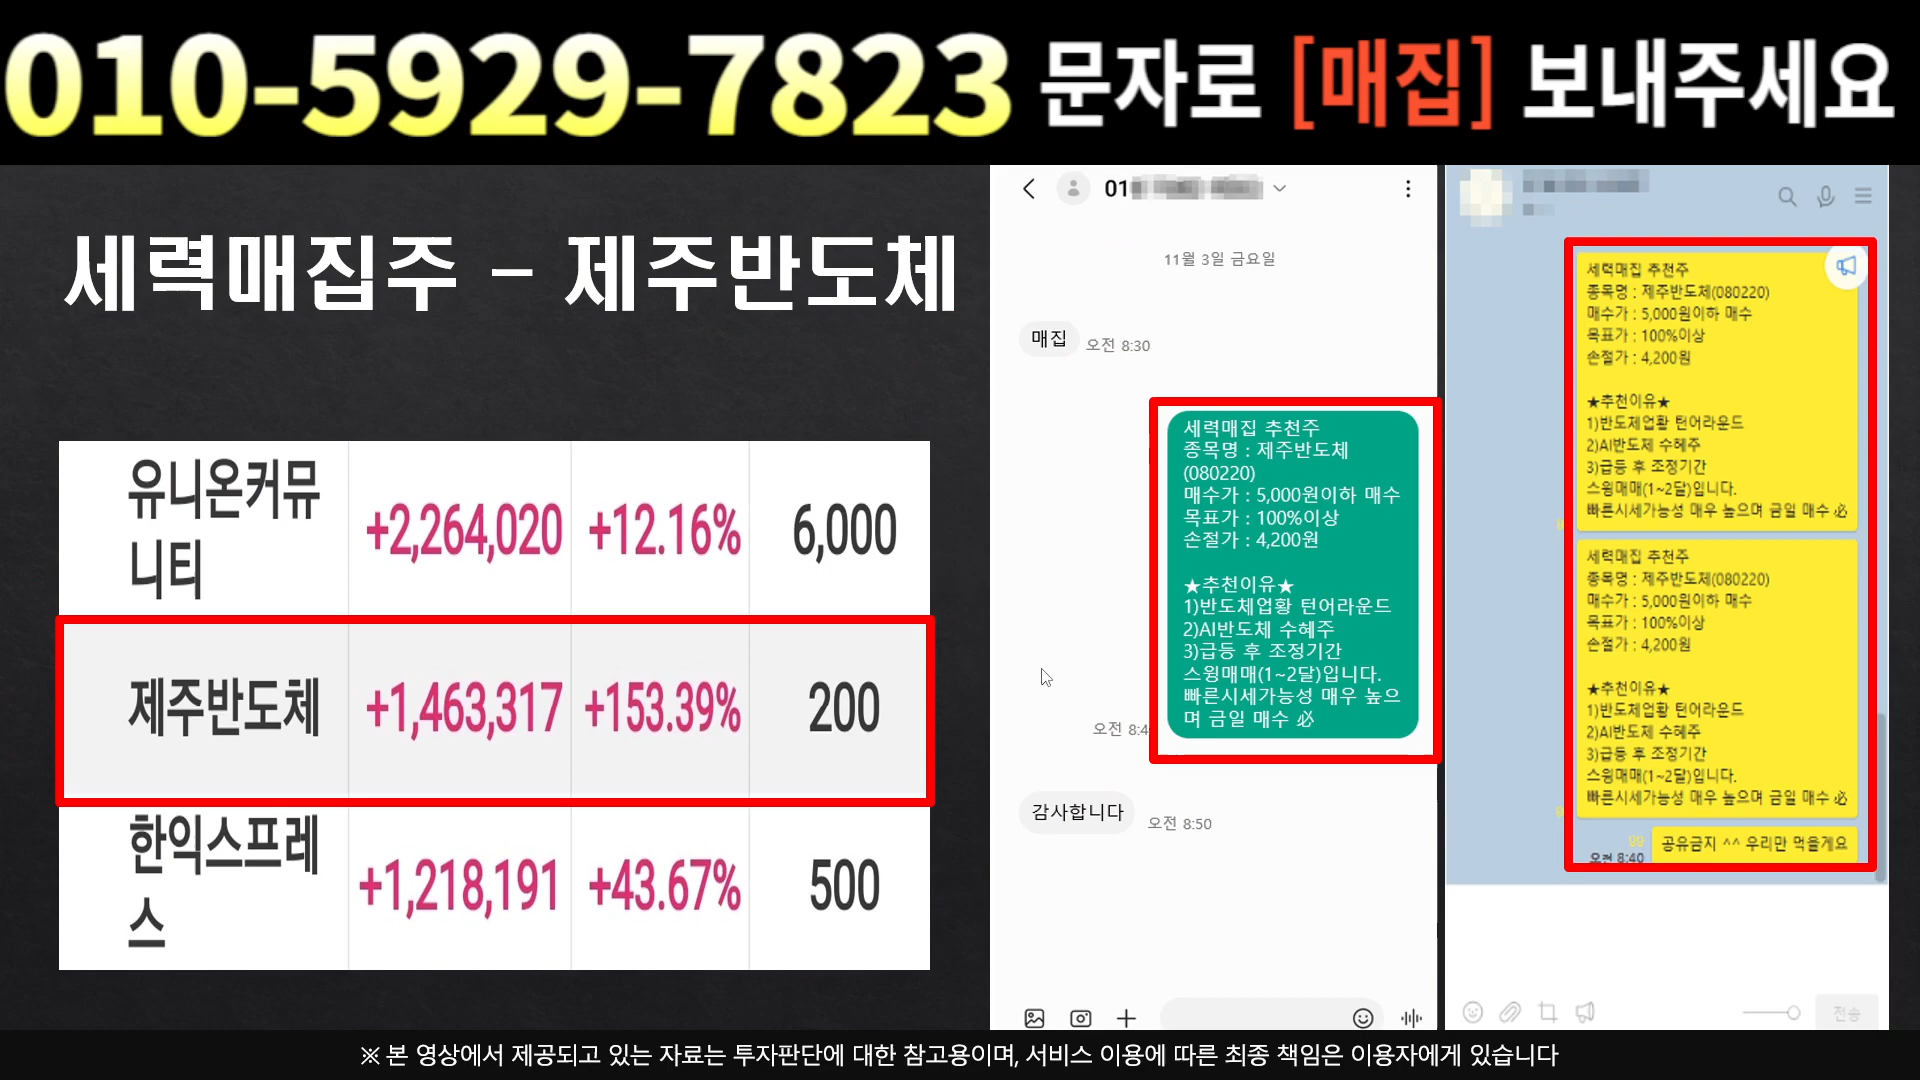 010-5929-7823 문자로 [매집] 보내주세요
세력매집주 - 제주반도체
유니온커뮤
니티
+2,264,020
+12.16%
6,000
제주반도체
+1,463,317
+153.39%
200
한익스프레
스
+1,218,191
+43.67%
500
01
11월 3일 금요일
매집
오전 8:30
세력매집 추천주
종목명 : 제주반도체
(080220)
매수가 : 5,000원이하 매수
목표가 : 100%이상
손절가 : 4,200원
★추천이유★
1)반도체업황 턴어라운드
2)AI반도체 수혜주
3)급등 후 조정기간
스윙매매(1~2달)입니다.
빠른시세가능성 매우 높으
며 금일 매수 必
오전 8:4
감사합니다
오전 8:50
세력매집 추천주
종목명 : 제주반도체(080220)
매수가 : 5,000원이하 매수
목표가 : 100%이상
손절가 : 4,200원
★추천이유★
1)반도체업황 턴어라운드
2)AI반도체 수혜주
3)급등 후 조정기간
스윙매매(1~2달)입니다.
빠른시세가능성 매우 높으며 금일 매수 必
세력매집 추천주
종목명 : 제주반도체(080220)
매수가 : 5,000원이하 매수
목표가 : 100%이상
손절가 : 4,200원
★추천이유★
1)반도체업황 턴어라운드
2)AI반도체 수혜주
3)급등 후 조정기간
스윙매매(1~2달)입니다.
빠른시세가능성 매우 높으며 금일 매수 必
오전 8:40
공유금지 ^^ 우리만 먹을게요
전송
※ 본 영상에서 제공되고 있는 자료는 투자판단에 대한 참고용이며, 서비스 이용에 따른 최종 책임은 이용자에게 있습니다